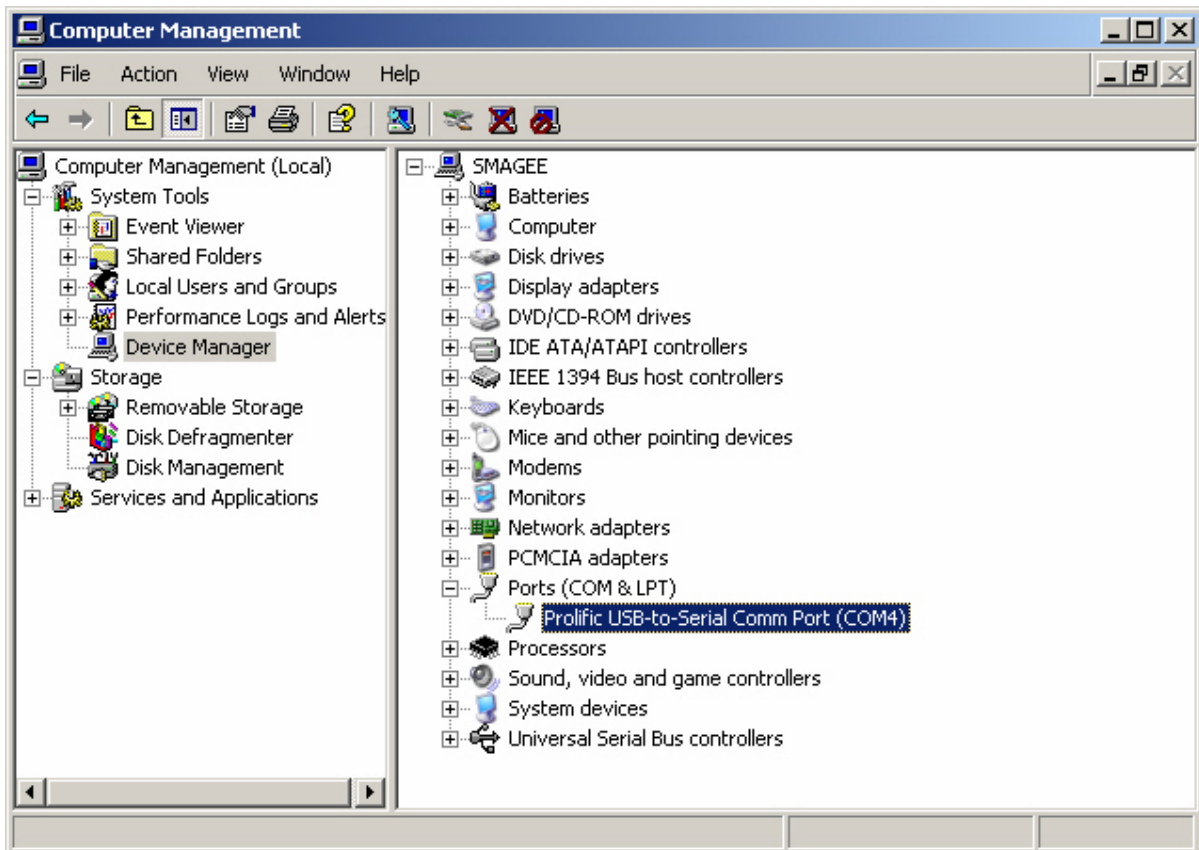 Computer Management
File Action View Window Help
Computer Management (Local)
System Tools
Event Viewer
Shared Folders
Local Users and Groups
Performance Logs and Alerts
Device Manager
Storage
Removable Storage
Disk Defragmenter
Disk Management
Services and Applications
SMAGEE
Batteries
Computer
Disk drives
Display adapters
DVD/CD-ROM drives
IDE ATA/ATAPI controllers
IEEE 1394 Bus host controllers
Keyboards
Mice and other pointing devices
Modems
Monitors
Network adapters
PCMCIA adapters
Ports (COM & LPT)
Prolific USB-to-Serial Comm Port (COM4)
Processors
Sound, video and game controllers
System devices
Universal Serial Bus controllers